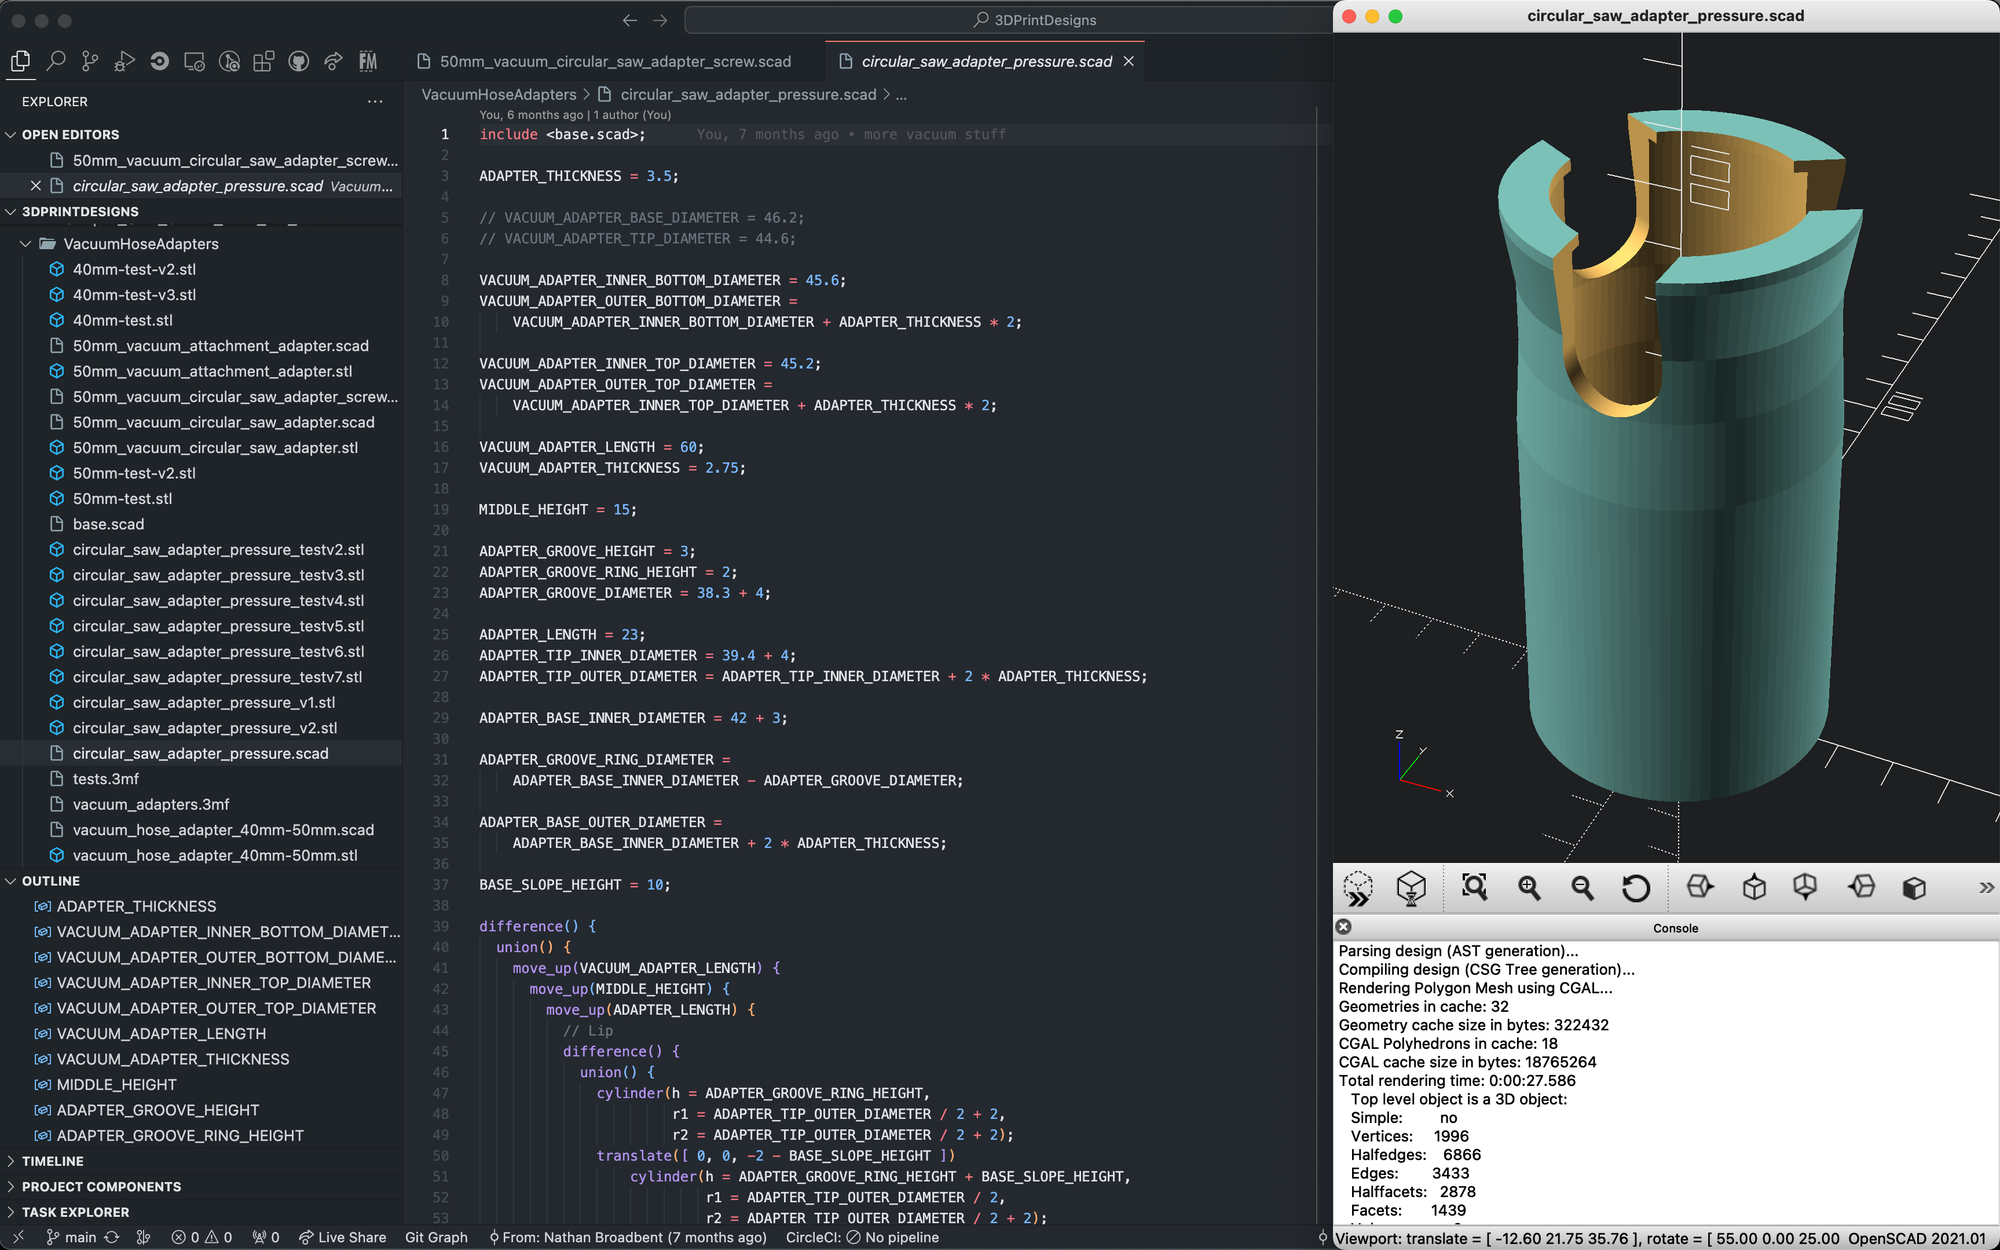 3DPrintDesigns
circular_saw_adapter_pressure.scad
EXPLORER
OPEN EDITORS
50mm_vacuum_circular_saw_adapter_screw...
circular_saw_adapter_pressure.scad Vacuum...
3DPRINTDESIGNS
VacuumHoseAdapters
40mm-test-v2.stl
40mm-test-v3.stl
40mm-test.stl
50mm_vacuum_attachment_adapter.scad
50mm_vacuum_attachment_adapter.stl
50mm_vacuum_circular_saw_adapter_screw...
50mm_vacuum_circular_saw_adapter.scad
50mm_vacuum_circular_saw_adapter.stl
50mm-test-v2.stl
50mm-test.stl
base.scad
circular_saw_adapter_pressure_testv2.stl
circular_saw_adapter_pressure_testv3.stl
circular_saw_adapter_pressure_testv4.stl
circular_saw_adapter_pressure_testv5.stl
circular_saw_adapter_pressure_testv6.stl
circular_saw_adapter_pressure_testv7.stl
circular_saw_adapter_pressure_v1.stl
circular_saw_adapter_pressure_v2.stl
circular_saw_adapter_pressure.scad
tests.3mf
vacuum_adapters.3mf
vacuum_hose_adapter_40mm-50mm.scad
vacuum_hose_adapter_40mm-50mm.stl
OUTLINE
ADAPTER_THICKNESS
VACUUM_ADAPTER_INNER_BOTTOM_DIAMET...
VACUUM_ADAPTER_OUTER_BOTTOM_DIAME...
VACUUM_ADAPTER_INNER_TOP_DIAMETER
VACUUM_ADAPTER_OUTER_TOP_DIAMETER
VACUUM_ADAPTER_LENGTH
VACUUM_ADAPTER_THICKNESS
MIDDLE_HEIGHT
ADAPTER_GROOVE_HEIGHT
ADAPTER_GROOVE_RING_HEIGHT
TIMELINE
PROJECT COMPONENTS
TASK EXPLORER
50mm_vacuum_circular_saw_adapter_screw.scad
circular_saw_adapter_pressure.scad
VacuumHoseAdapters > circular_saw_adapter_pressure.scad > ...
You, 6 months ago | 1 author (You)
1 include <base.scad>; You, 7 months ago • more vacuum stuff
2
3 ADAPTER_THICKNESS = 3.5;
4
5 // VACUUM_ADAPTER_BASE_DIAMETER = 46.2;
6 // VACUUM_ADAPTER_TIP_DIAMETER = 44.6;
7
8 VACUUM_ADAPTER_INNER_BOTTOM_DIAMETER = 45.6;
9 VACUUM_ADAPTER_OUTER_BOTTOM_DIAMETER =
10 VACUUM_ADAPTER_INNER_BOTTOM_DIAMETER + ADAPTER_THICKNESS * 2;
11
12 VACUUM_ADAPTER_INNER_TOP_DIAMETER = 45.2;
13 VACUUM_ADAPTER_OUTER_TOP_DIAMETER =
14 VACUUM_ADAPTER_INNER_TOP_DIAMETER + ADAPTER_THICKNESS * 2;
15
16 VACUUM_ADAPTER_LENGTH = 60;
17 VACUUM_ADAPTER_THICKNESS = 2.75;
18
19 MIDDLE_HEIGHT = 15;
20
21 ADAPTER_GROOVE_HEIGHT = 3;
22 ADAPTER_GROOVE_RING_HEIGHT = 2;
23 ADAPTER_GROOVE_DIAMETER = 38.3 + 4;
24
25 ADAPTER_LENGTH = 23;
26 ADAPTER_TIP_INNER_DIAMETER = 39.4 + 4;
27 ADAPTER_TIP_OUTER_DIAMETER = ADAPTER_TIP_INNER_DIAMETER + 2 * ADAPTER_THICKNESS;
28
29 ADAPTER_BASE_INNER_DIAMETER = 42 + 3;
30
31 ADAPTER_GROOVE_RING_DIAMETER =
32 ADAPTER_BASE_INNER_DIAMETER - ADAPTER_GROOVE_DIAMETER;
33
34 ADAPTER_BASE_OUTER_DIAMETER =
35 ADAPTER_BASE_INNER_DIAMETER + 2 * ADAPTER_THICKNESS;
36
37 BASE_SLOPE_HEIGHT = 10;
38
39 difference() {
40 union() {
41 move_up(VACUUM_ADAPTER_LENGTH) {
42 move_up(MIDDLE_HEIGHT) {
43 move_up(ADAPTER_LENGTH) {
44 // Lip
45 difference() {
46 union() {
47 cylinder(h = ADAPTER_GROOVE_RING_HEIGHT,
48 r1 = ADAPTER_TIP_OUTER_DIAMETER / 2 + 2,
49 r2 = ADAPTER_TIP_OUTER_DIAMETER / 2 + 2);
50 translate([ 0, 0, -2 - BASE_SLOPE_HEIGHT ])
51 cylinder(h = ADAPTER_GROOVE_RING_HEIGHT + BASE_SLOPE_HEIGHT,
52 r1 = ADAPTER_TIP_OUTER_DIAMETER / 2,
53 r2 = ADAPTER_TIP_OUTER_DIAMETER / 2 + 2);
Z
Y
X
Console
Parsing design (AST generation)...
Compiling design (CSG Tree generation)...
Rendering Polygon Mesh using CGAL...
Geometries in cache: 32
Geometry cache size in bytes: 322432
CGAL Polyhedrons in cache: 18
CGAL cache size in bytes: 18765264
Total rendering time: 0:00:27.586
Top level object is a 3D object:
Simple: no
Vertices: 1996
Halfedges: 6866
Edges: 3433
Halffacets: 2878
Facets: 1439
main 0 0 0 Live Share Git Graph From: Nathan Broadbent (7 months ago) CircleCI: No pipeline
Viewport: translate = [ -12.60 21.75 35.76 ], rotate = [ 55.00 0.00 25.00 OpenSCAD 2021.01